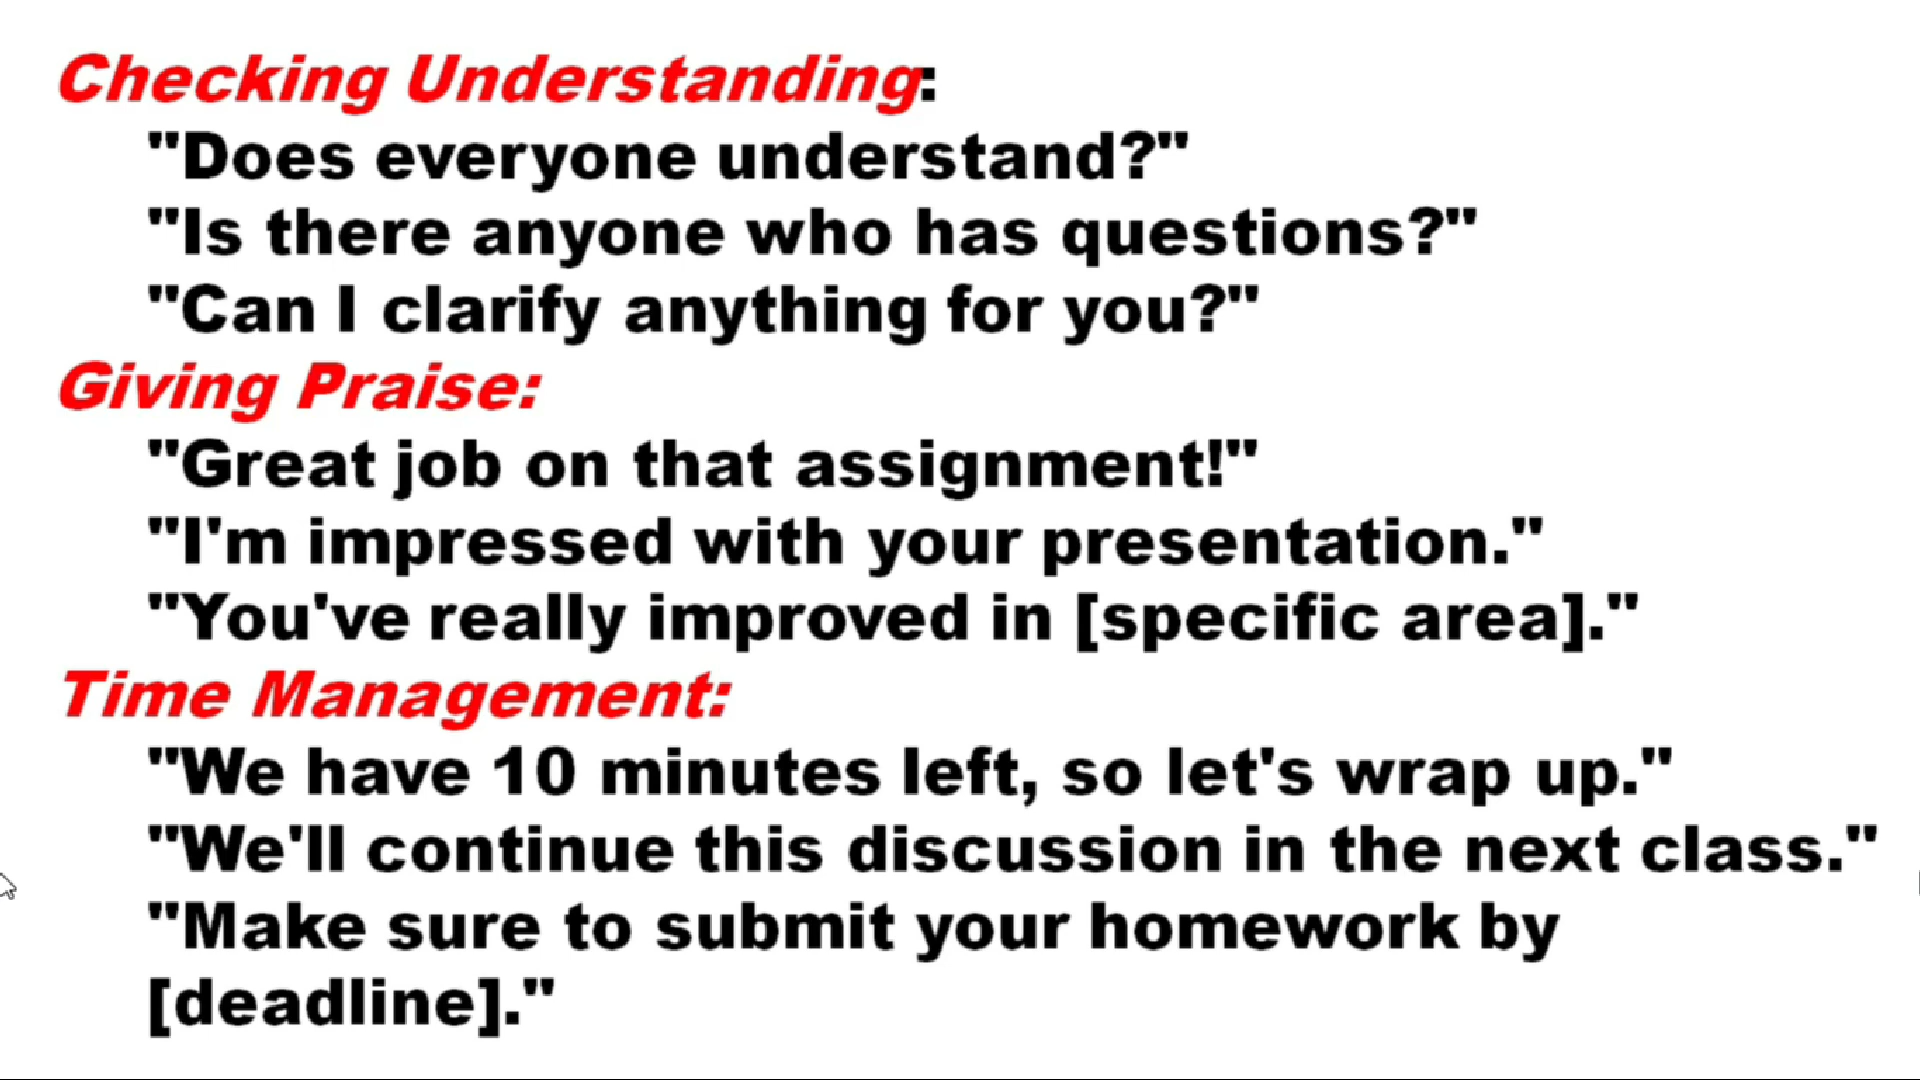 Checking Understanding:
"Does everyone understand?"
"Is there anyone who has questions?"
"Can I clarify anything for you?"
Giving Praise:
"Great job on that assignment!"
"I'm impressed with your presentation."
"You've really improved in [specific area]."
Time Management:
"We have 10 minutes left, so let's wrap up."
"We'll continue this discussion in the next class."
"Make sure to submit your homework by
[deadline]."